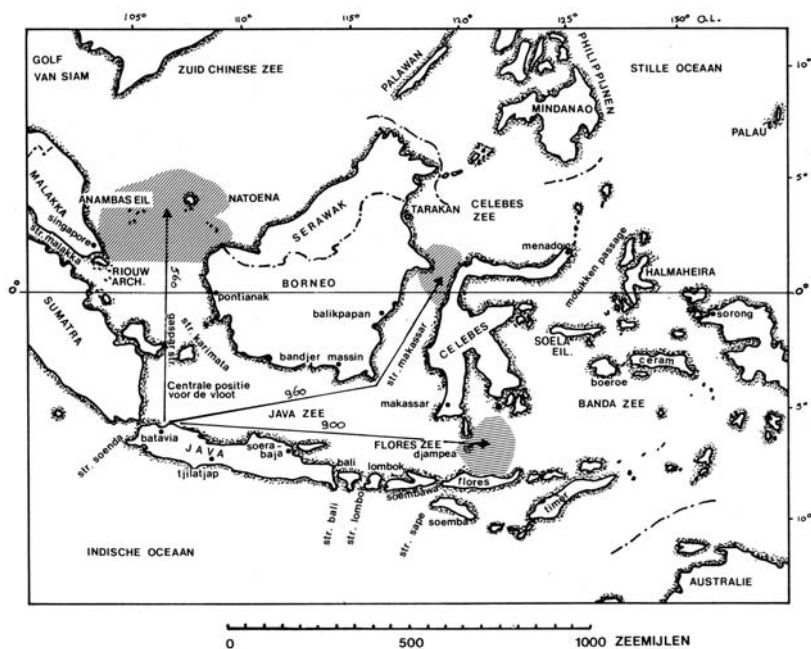 105° 110° 115° 120° 125° 130° O.L.
GOLF
VAN SIAM
ZUID CHINESE ZEE
PALAWAN
PHILIPPIJNEN
STILLE OCEAAN
10°
MINDANAO
PALAU
MALAKKA
ANAMBAS EIL
NATOENA
5°
SERAWAK
TARAKAN
CELEBES
ZEE
singapore
str. malakka
RIOUW
ARCH.
560
menado
molukken passage
HALMAHEIRA
0°
0°
pontianak
BORNEO
SUMATRA
gaspar str.
str. karimata
balikpapan
str. makassar
CELEBES
SOELA
EIL.
sorong
bandjer massin
ceram
boeroe
Centrale positie
voor de vloot
960
JAVA ZEE
makassar
BANDA ZEE
5°
900
batavia
str. soenda
JAVA
soera-
baja
FLORES ZEE
djampea
tjilatjap
bali
lombok
soembawa
flores
timer
str. bali
str. lombok
str. sape
soemba
10°
INDISCHE OCEAAN
AUSTRALIE
0 500 1000 ZEEMIJLEN